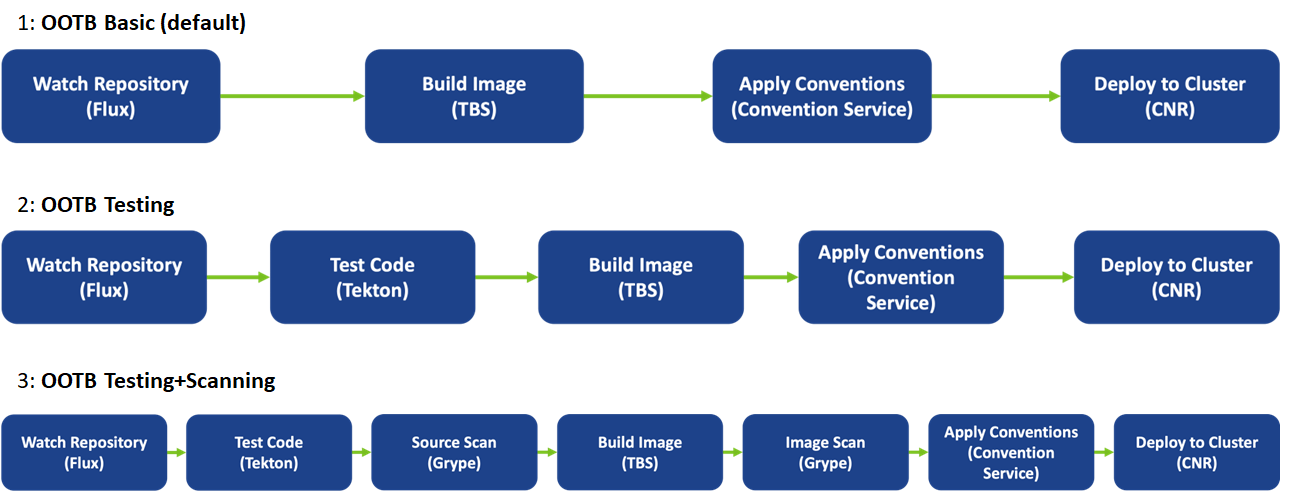 1: OOTB Basic (default)
Watch Repository
(Flux)
Build Image
(TBS)
Apply Conventions
(Convention Service)
Deploy to Cluster
(CNR)
2: OOTB Testing
Watch Repository
(Flux)
Test Code
(Tekton)
Build Image
(TBS)
Apply Conventions
(Convention
Service)
Deploy to Cluster
(CNR)
3: OOTB Testing+Scanning
Watch Repository
(Flux)
Test Code
(Tekton)
Source Scan
(Grype)
Build Image
(TBS)
Image Scan
(Grype)
Apply Conventions
(Convention
Service)
Deploy to Cluster
(CNR)